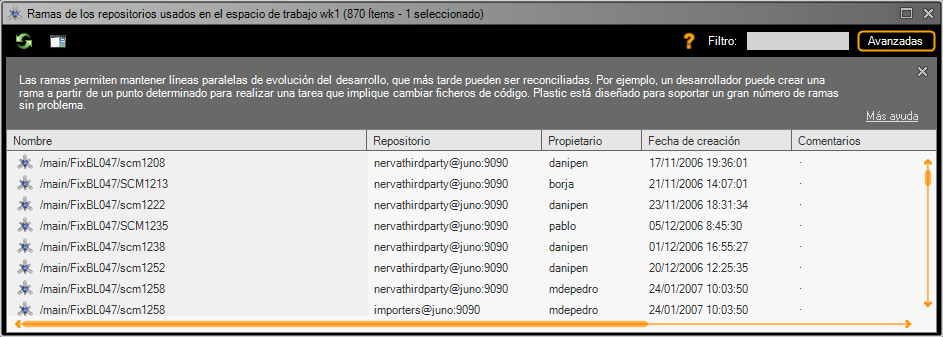 Ramas de los repositorios usados en el espacio de trabajo wk1 (870 Ítems - 1 seleccionado)
? Filtro: Avanzadas
Las ramas permiten mantener líneas paralelas de evolución del desarrollo, que más tarde pueden ser reconciliadas. Por ejemplo, un desarrollador puede crear una
rama a partir de un punto determinado para realizar una tarea que implique cambiar ficheros de código. Plastic está diseñado para soportar un gran número de ramas
sin problema.
Más ayuda
Nombre Repositorio Propietario Fecha de creación Comentarios
/main/FixBL047/scm1208 nervathirdparty@juno:9090 danipen 17/11/2006 19:36:01 .
/main/FixBL047/SCM1213 nervathirdparty@juno:9090 borja 21/11/2006 14:07:01 .
/main/FixBL047/scm1222 nervathirdparty@juno:9090 danipen 23/11/2006 18:31:34 .
/main/FixBL047/SCM1235 nervathirdparty@juno:9090 pablo 05/12/2006 8:45:30 .
/main/FixBL047/scm1238 nervathirdparty@juno:9090 danipen 01/12/2006 16:55:27 .
/main/FixBL047/scm1252 nervathirdparty@juno:9090 danipen 20/12/2006 12:25:35 .
/main/FixBL047/scm1258 nervathirdparty@juno:9090 mdepedro 24/01/2007 10:03:50 .
/main/FixBL047/scm1258 importers@juno:9090 mdepedro 24/01/2007 10:03:50 .